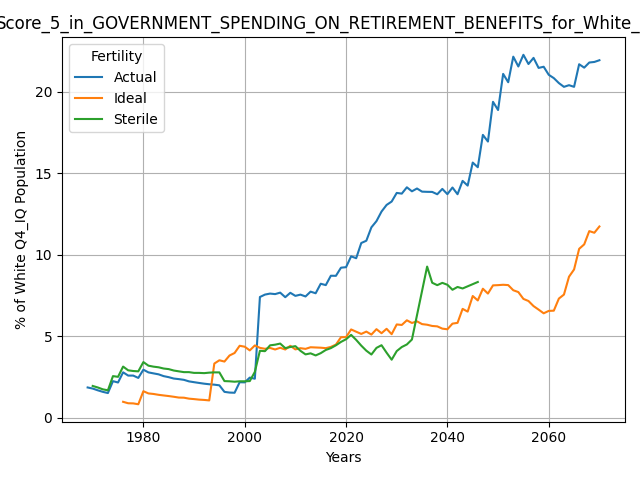 Score_5_in_GOVERNMENT_SPENDING_ON_RETIREMENT_BENEFITS_for_White_
Fertility
Actual
Ideal
Sterile
% of White Q4_IQ Population
20
15
10
5
0
1980 2000 2020 2040 2060
Years